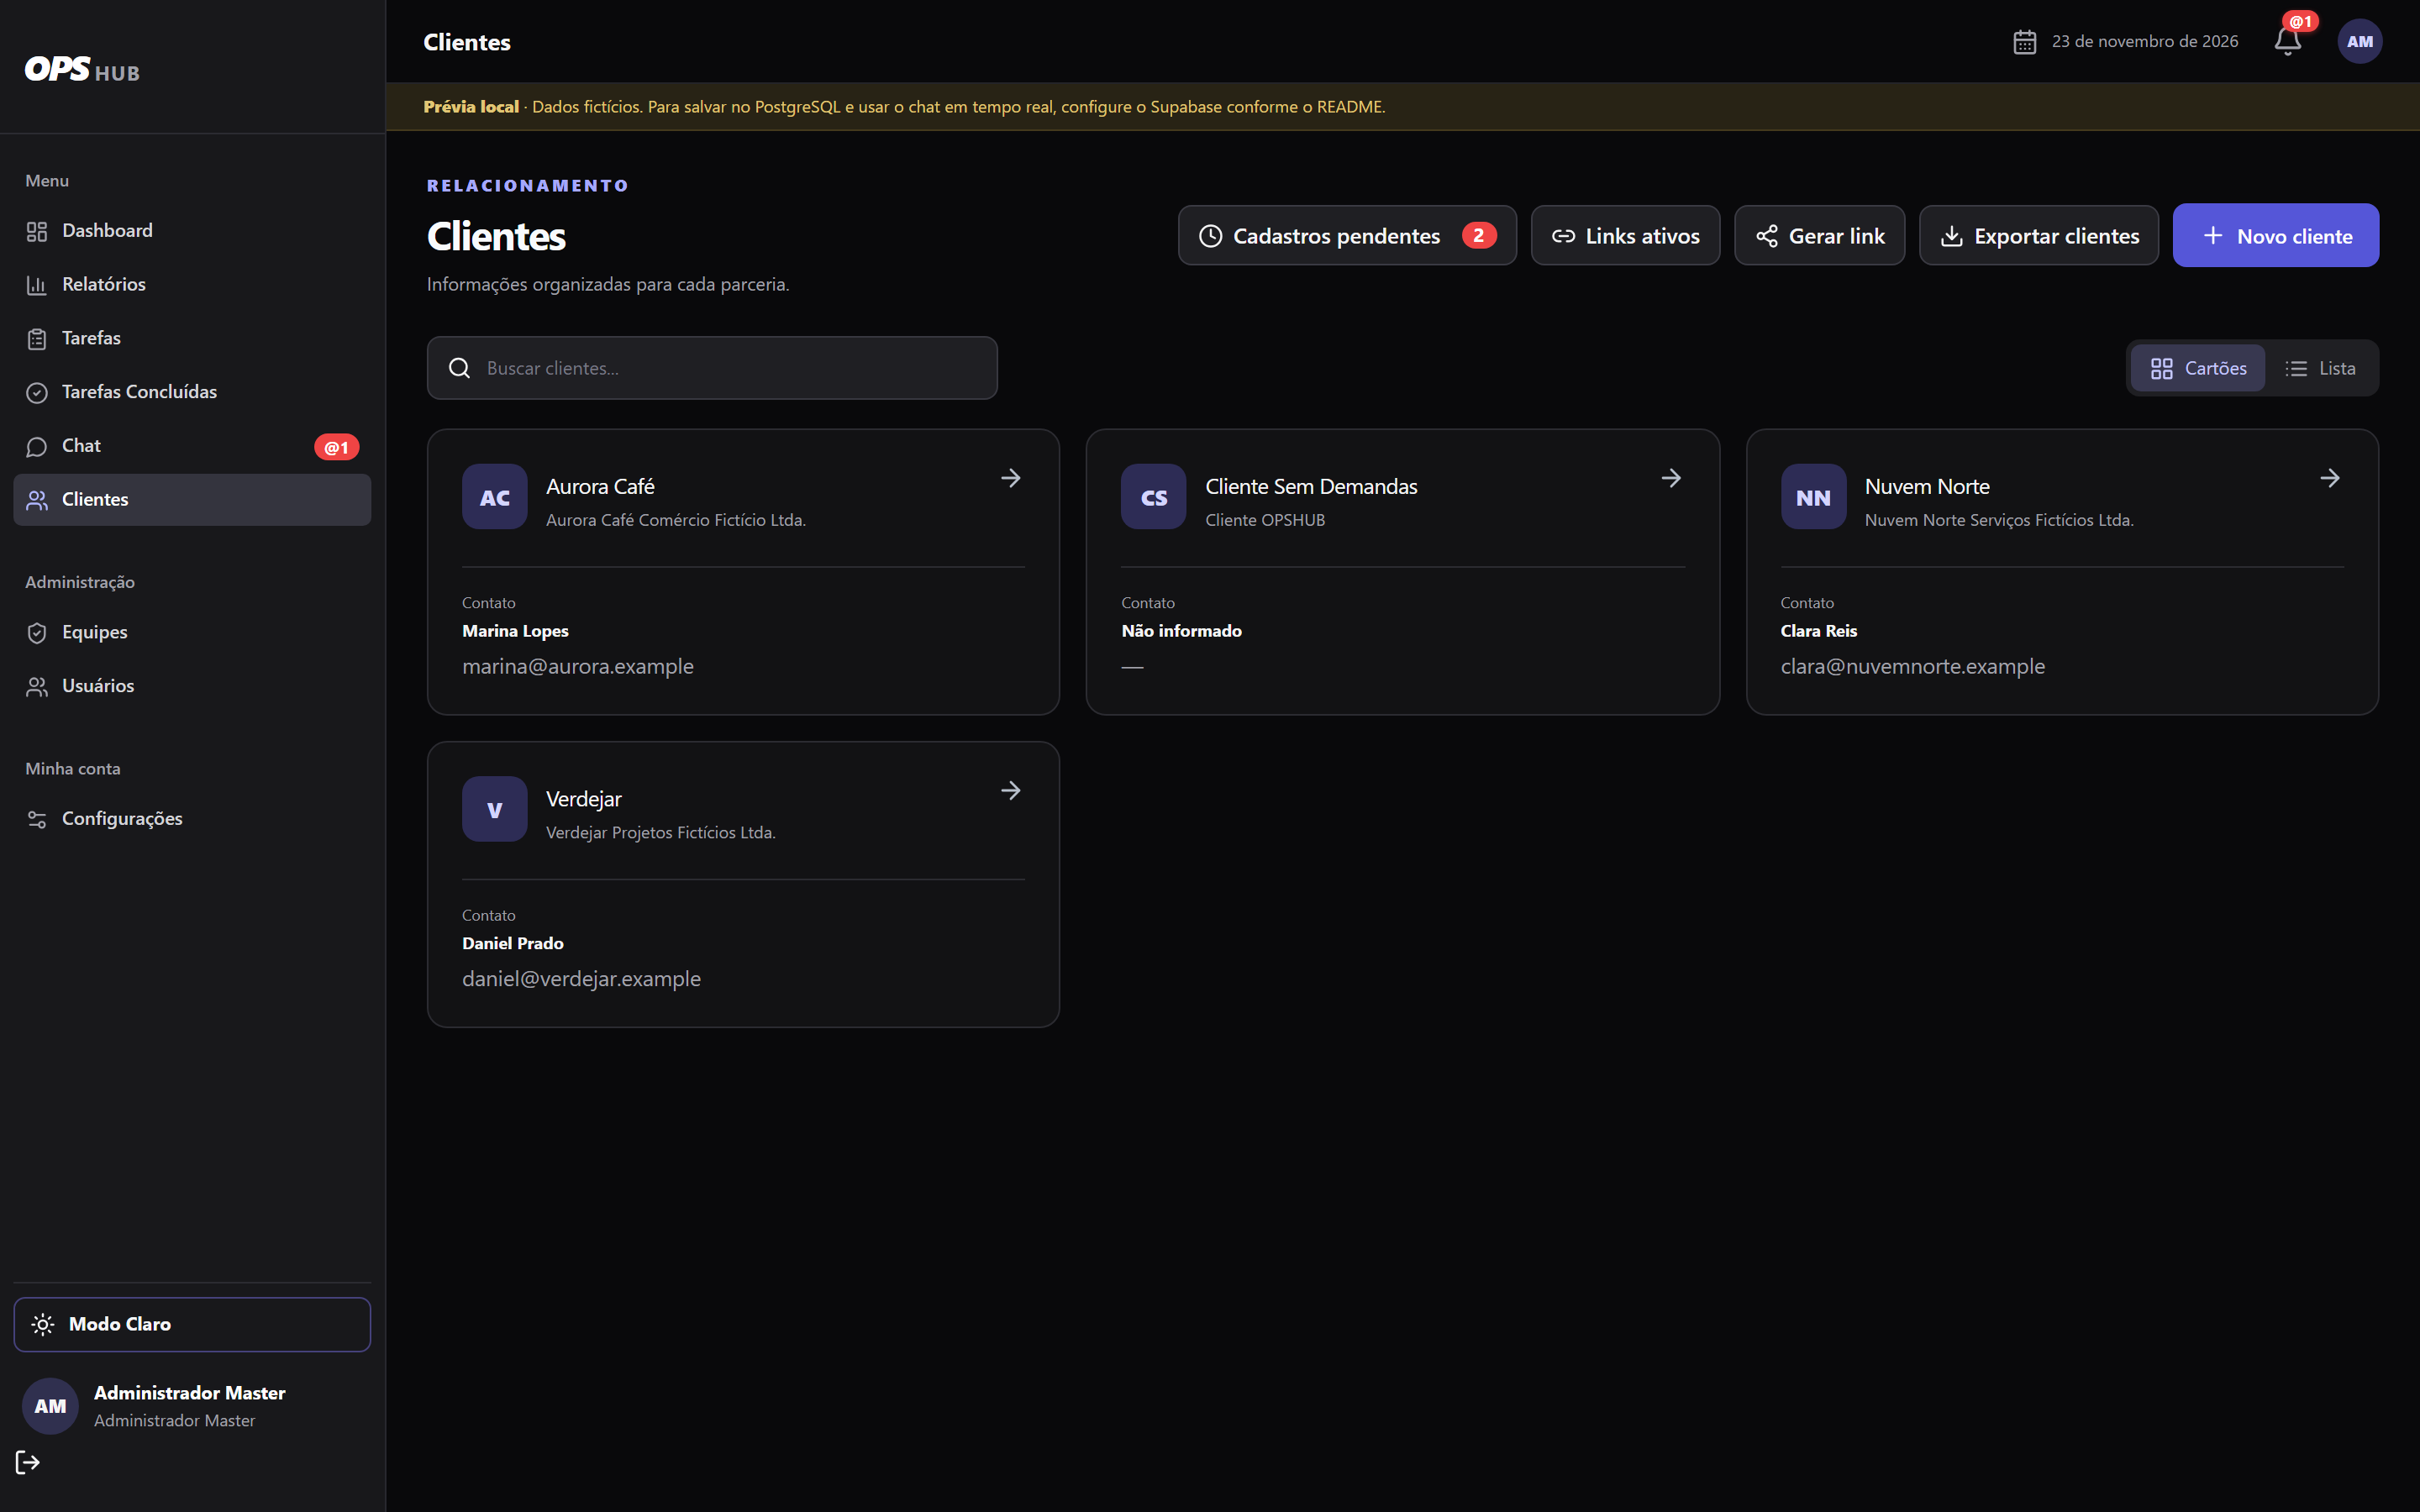 OPS HUB
Menu
Dashboard
Relatórios
Tarefas
Tarefas Concluídas
Chat @1
Clientes
Administração
Equipes
Usuários
Minha conta
Configurações
Modo Claro
AM Administrador Master
Administrador Master
Clientes
23 de novembro de 2026
@1
AM
Prévia local · Dados fictícios. Para salvar no PostgreSQL e usar o chat em tempo real, configure o Supabase conforme o README.
RELACIONAMENTO
Clientes
Informações organizadas para cada parceria.
Cadastros pendentes 2
Links ativos
Gerar link
Exportar clientes
Novo cliente
Buscar clientes...
Cartões
Lista
AC
Aurora Café
Aurora Café Comércio Fictício Ltda.
Contato
Marina Lopes
marina@aurora.example
CS
Cliente Sem Demandas
Cliente OPSHUB
Contato
Não informado
—
NN
Nuvem Norte
Nuvem Norte Serviços Fictícios Ltda.
Contato
Clara Reis
clara@nuvemnorte.example
V
Verdejar
Verdejar Projetos Fictícios Ltda.
Contato
Daniel Prado
daniel@verdejar.example